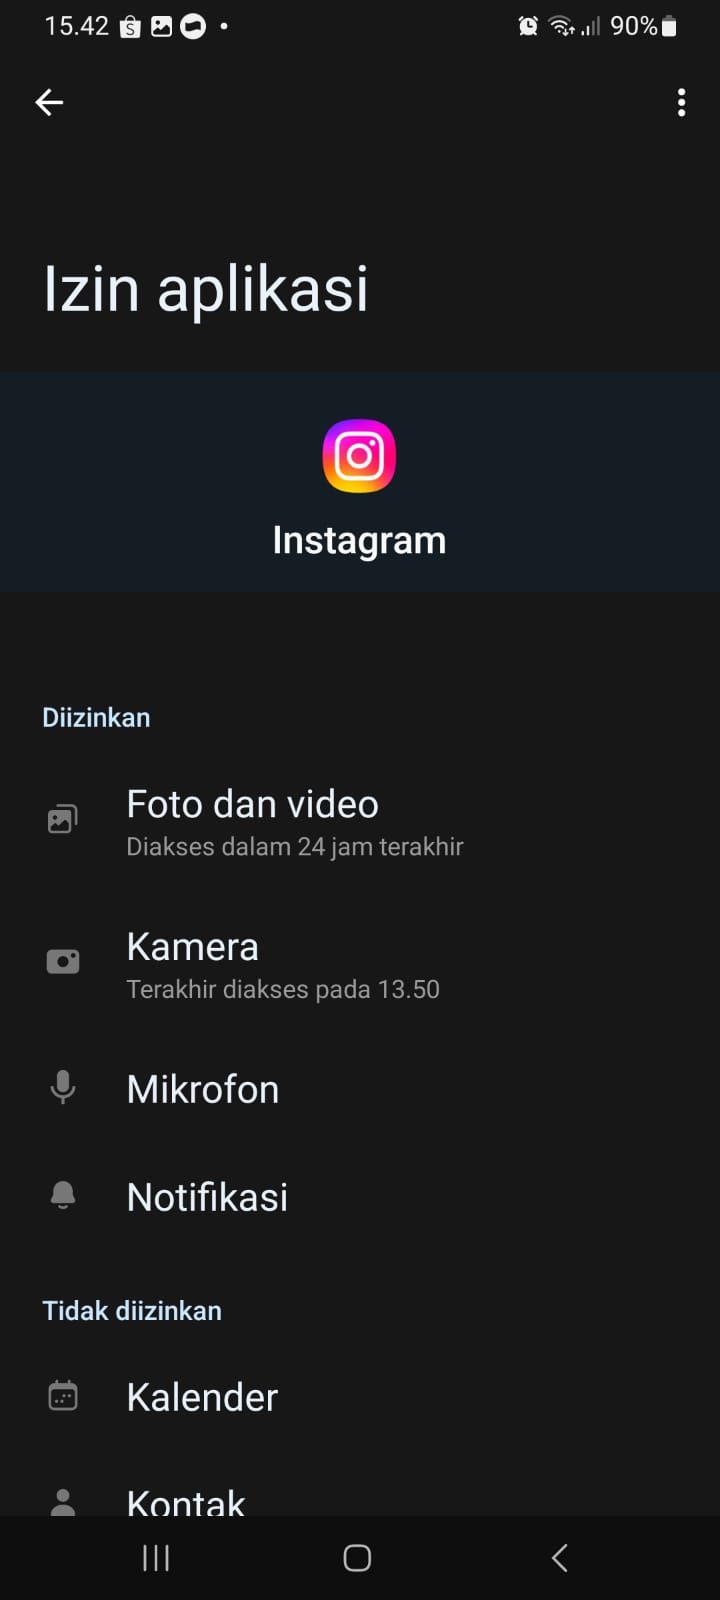 15.42
90%
Izin aplikasi
Instagram
Diizinkan
Foto dan video
Diakses dalam 24 jam terakhir
Kamera
Terakhir diakses pada 13.50
Mikrofon
Notifikasi
Tidak diizinkan
Kalender
Kontak